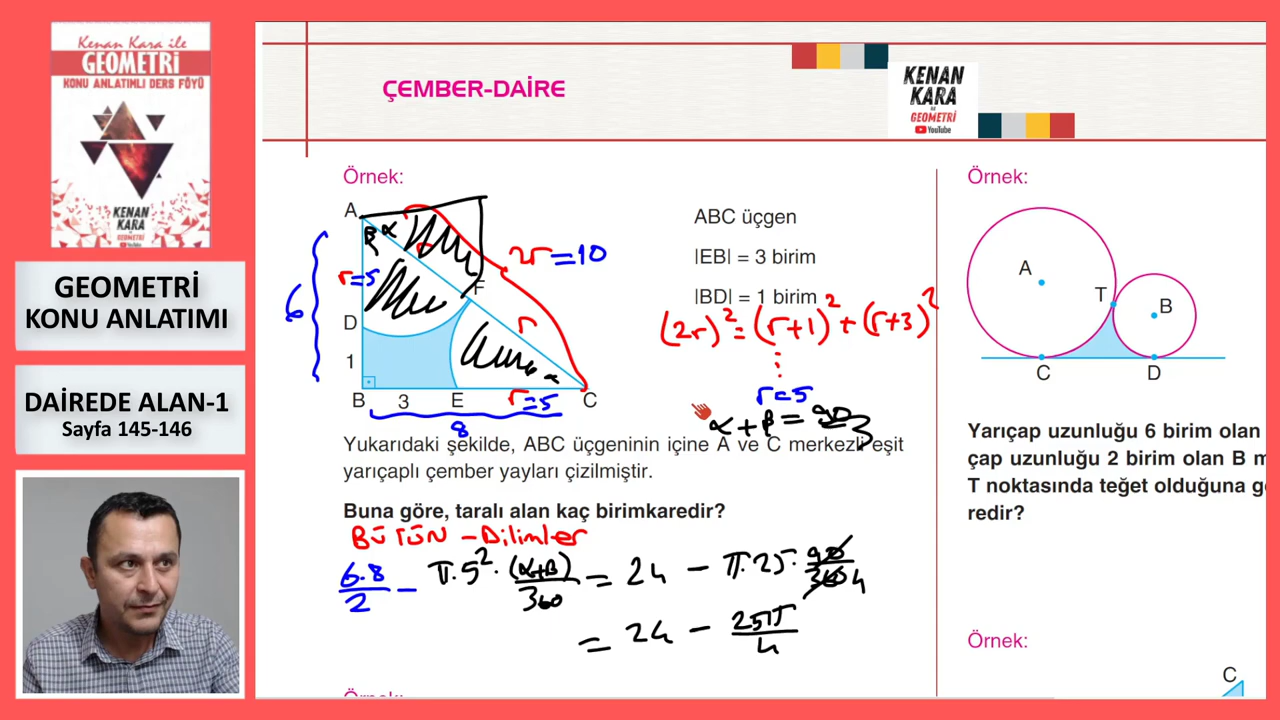 Kenan Kara ile
GEOMETRİ
KONU ANLATIMLI DERS FÖYÜ
KENAN
KARA
GEOMETRİ
YouTube
GEOMETRİ
KONU ANLATIMI
DAİREDE ALAN-1
Sayfa 145-146
ÇEMBER-DAİRE
KENAN
KARA
ile
GEOMETRİ
YouTube
Örnek:
A
β
α
r
2r = 10
r=5
6
F
D
r
1
α
B
3
E
r=5
C
8
ABC üçgen
|EB| = 3 birim
|BD| = 1 birim
(2r)² = (r+1)² + (r+3)²
r=5
α + β = 90
Yukarıdaki şekilde, ABC üçgeninin içine A ve C merkezli eşit
yarıçaplı çember yayları çizilmiştir.
Buna göre, taralı alan kaç birimkaredir?
BÜTÜN - Dilimler
6.8/2 - π.5².(α+β)/360 = 24 - π.25.90/360 4
= 24 - 25π/4
Örnek:
A
T
B
C
D
Yarıçap uzunluğu 6 birim olan
çap uzunluğu 2 birim olan B m
T noktasında teğet olduğuna g
redir?
Örnek:
C